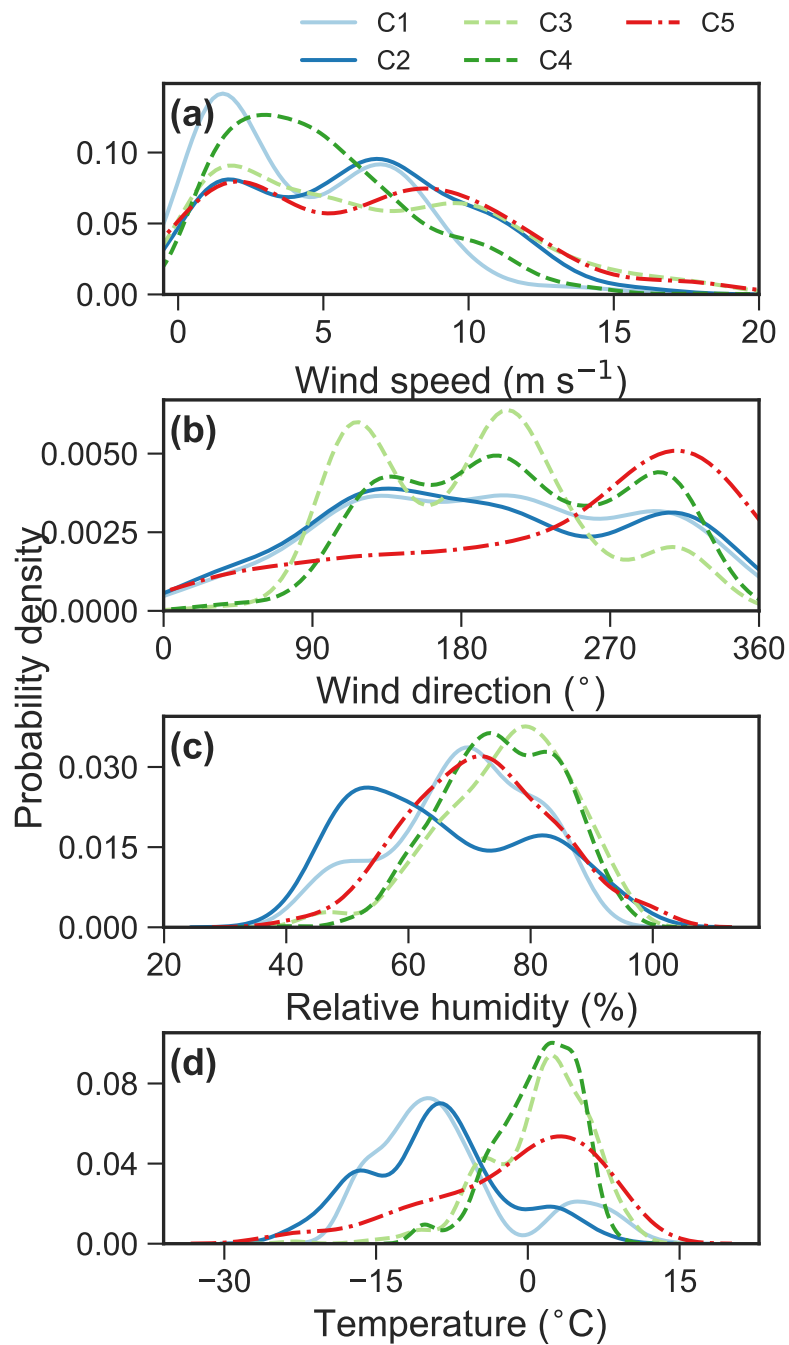 C1 C3 C5
C2 C4
(a)
0.10
0.05
0.00
0 5 10 15 20
Wind speed (m s−1)
(b)
0.0050
0.0025
0.0000
0 90 180 270 360
Wind direction (°)
Probability density
(c)
0.030
0.015
0.000
20 40 60 80 100
Relative humidity (%)
(d)
0.08
0.04
0.00
−30 −15 0 15
Temperature (°C)